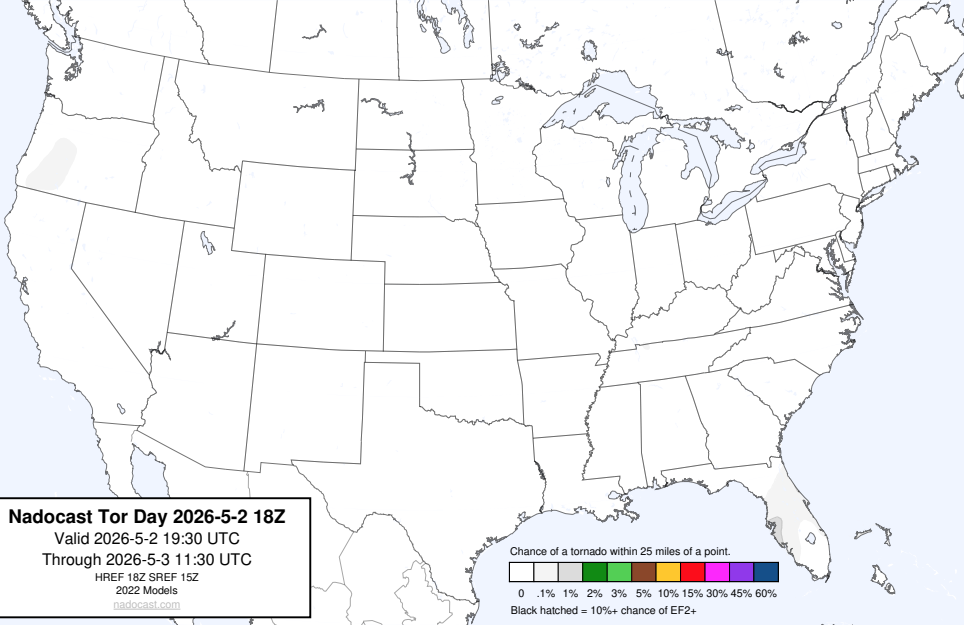 Nadocast Tor Day 2026-5-2 18Z
Valid 2026-5-2 19:30 UTC
Through 2026-5-3 11:30 UTC
HREF 18Z SREF 15Z
2022 Models
nadocast.com
Chance of a tornado within 25 miles of a point.
0 .1% 1% 2% 3% 5% 10% 15% 30% 45% 60%
Black hatched = 10%+ chance of EF2+